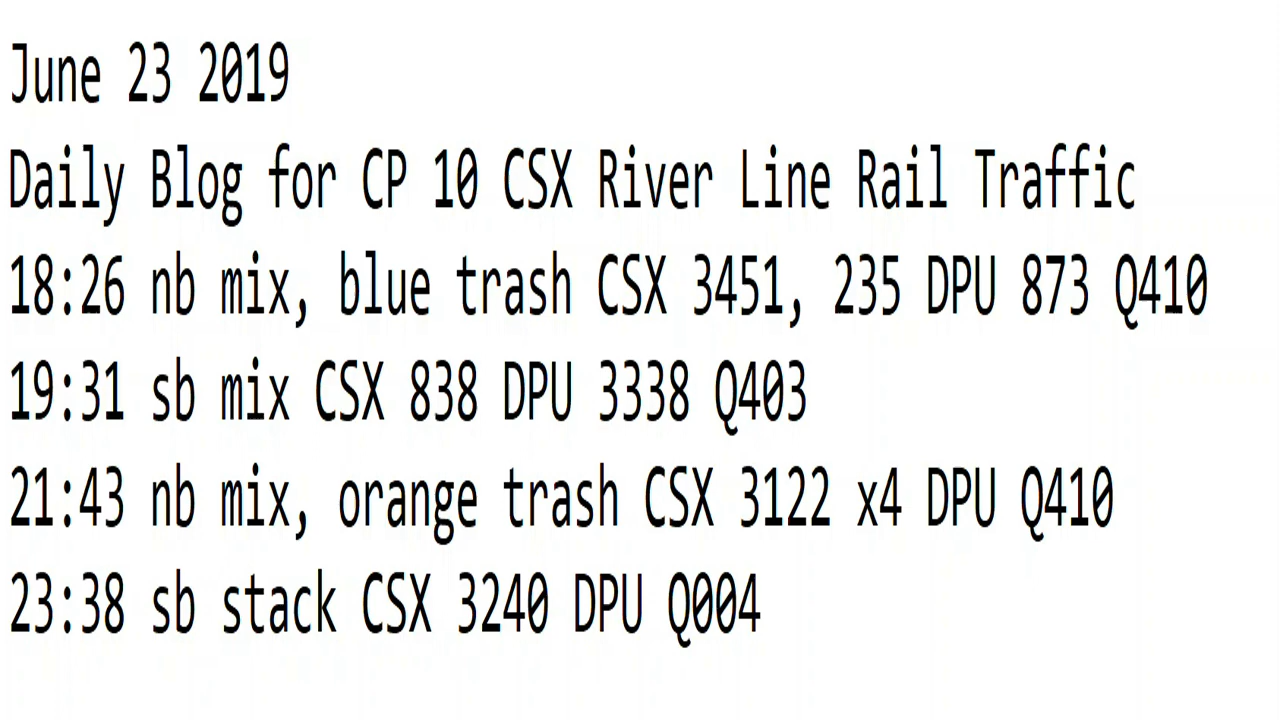 June 23 2019
Daily Blog for CP 10 CSX River Line Rail Traffic
18:26 nb mix, blue trash CSX 3451, 235 DPU 873 Q410
19:31 sb mix CSX 838 DPU 3338 Q403
21:43 nb mix, orange trash CSX 3122 x4 DPU Q410
23:38 sb stack CSX 3240 DPU Q004